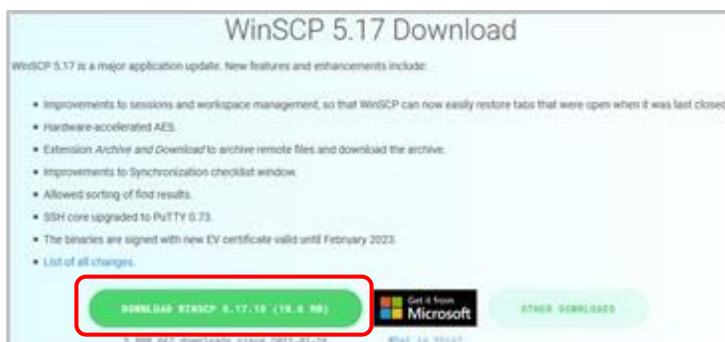 WinSCP 5.17 Download
WinSCP 5.17 is a major application update. New features and enhancements include:
Improvements to sessions and workspace management, so that WinSCP can now easily restore tabs that were open when it was last closed.
Hardware-accelerated AES.
Extension Archive and Download to archive remote files and download the archive.
Improvements to Synchronization checklist window.
Allowed sorting of find results.
SSH core upgraded to PuTTY 0.73.
The binaries are signed with new EV certificate valid until February 2023.
List of all changes.
DOWNLOAD WINSCP 5.17.10 (10.6 MB)
Get it from
Microsoft
OTHER DOWNLOADS
downloads since
What is this?